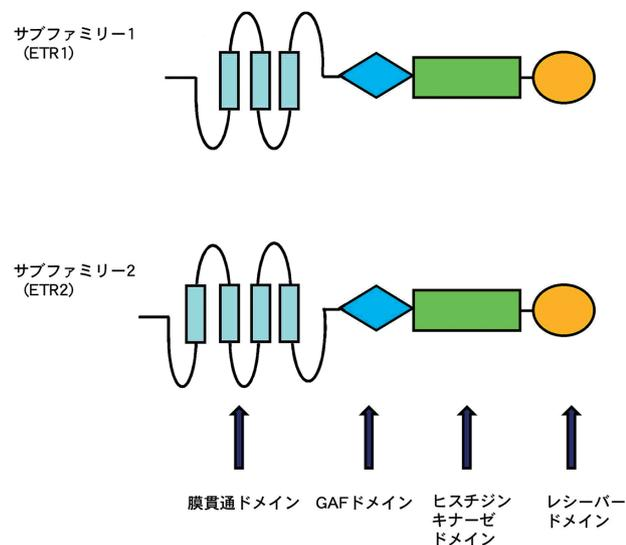 サブファミリー1
（ETR1）
サブファミリー2
（ETR2）
膜貫通ドメイン
GAFドメイン
ヒスチジン
キナーゼ
ドメイン
レシーバー
ドメイン